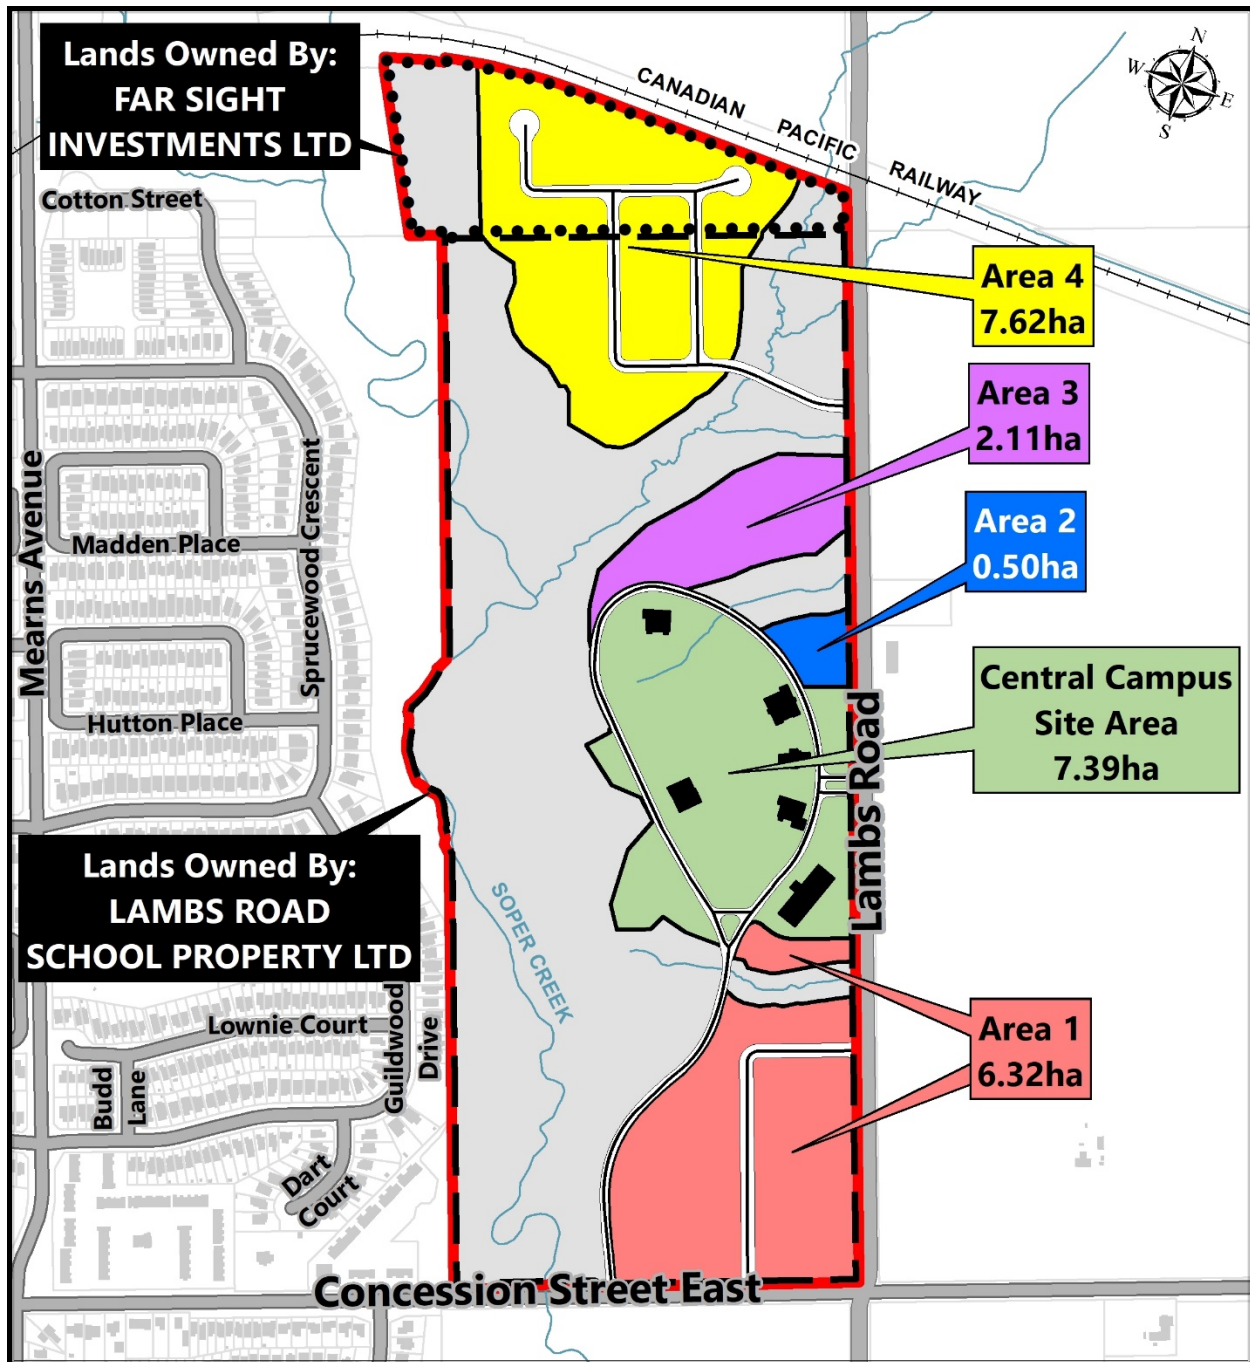 Lands Owned By:
FAR SIGHT
INVESTMENTS LTD
CANADIAN PACIFIC RAILWAY
N
W
E
S
Cotton Street
Area 4
7.62ha
Area 3
2.11ha
Mearns Avenue
Sprucewood Crescent
Madden Place
Area 2
0.50ha
Hutton Place
Central Campus
Site Area
7.39ha
Lambs Road
Lands Owned By:
LAMBS ROAD
SCHOOL PROPERTY LTD
SOPER CREEK
Lownie Court
Guildwood
Drive
Budd
Lane
Area 1
6.32ha
Dart
Court
Concession Street East